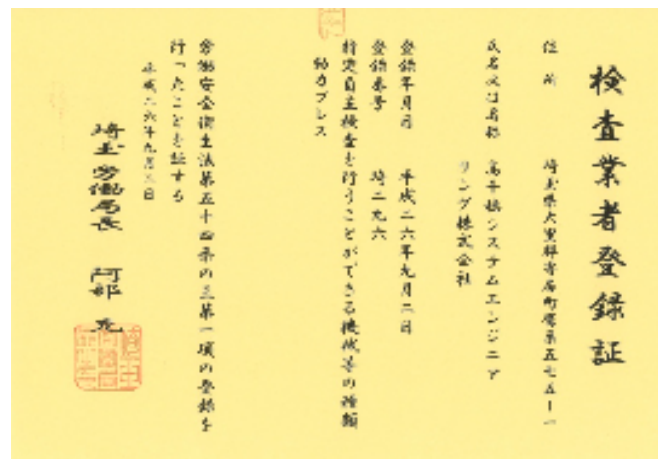 検査業者登録証
住所 埼玉県大里郡寄居町富田五七五ー一
氏名又は名称 高千穂システムエンジニア
リング株式会社
登録年月日 平成二六年九月二日
登録番号 埼二九六
特定自主検査を行うことができる機械等の種類
動力プレス
労働安全衛生法第五十四条の三第一項の登録を
行ったことを証する
平成二六年九月二日
埼玉労働局長 阿部 充